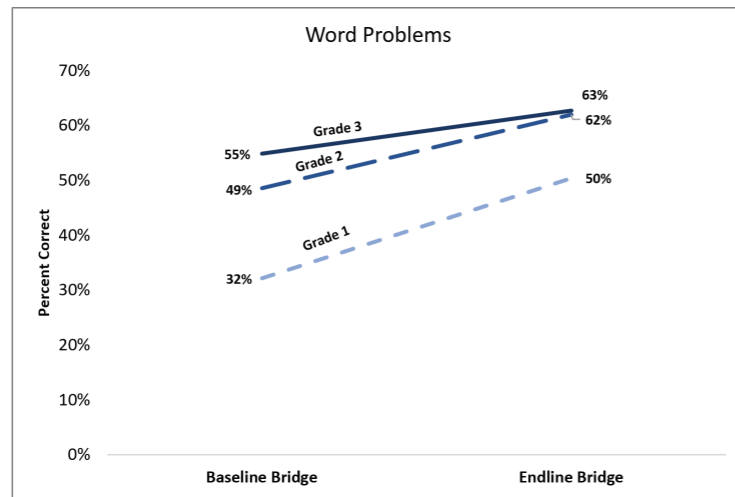 Word Problems
70%
60%
50%
40%
30%
20%
10%
0%
Percent Correct
55%
49%
32%
Grade 3
Grade 2
Grade 1
63%
62%
50%
Baseline Bridge
Endline Bridge